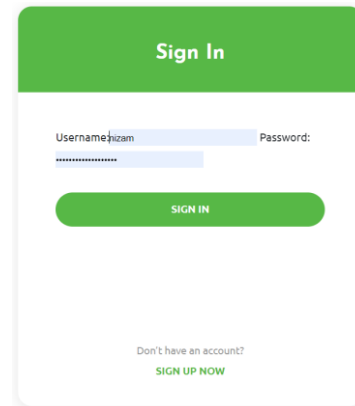 Sign In
Username: nizam Password:
••••••••••••••••••
SIGN IN
Don't have an account?
SIGN UP NOW